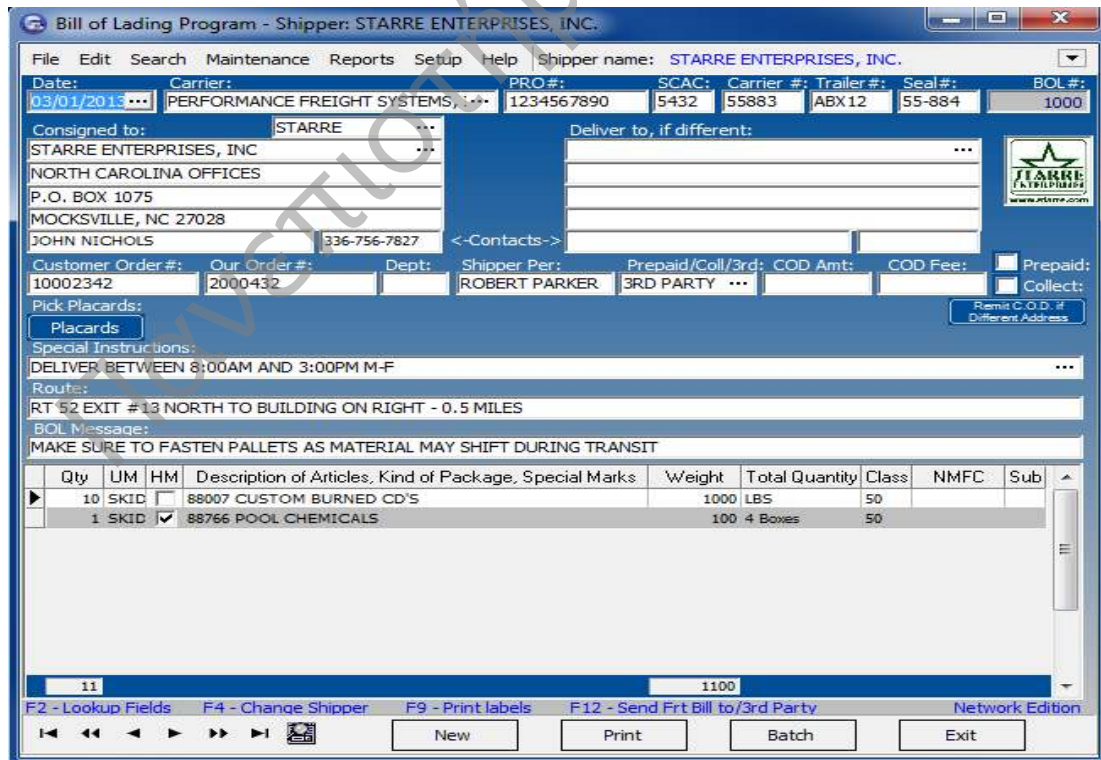 Bill of Lading Program - Shipper: STARRE ENTERPRISES, INC.
File Edit Search Maintenance Reports Setup Help Shipper name: STARRE ENTERPRISES, INC.
Date: Carrier: PRO#: SCAC: Carrier #: Trailer#: Seal#: BOL#:
03/01/2013 ... PERFORMANCE FREIGHT SYSTEMS, ... 1234567890 5432 55883 ABX12 55-884 1000
Consigned to: STARRE ... Deliver to, if different:
STARRE ENTERPRISES, INC ... ...
NORTH CAROLINA OFFICES
P.O. BOX 1075
MOCKSVILLE, NC 27028
JOHN NICHOLS 336-756-7827 <-Contacts->
STARRE
ENTERPRISES
www.starre.com
Customer Order#: Our Order#: Dept: Shipper Per: Prepaid/Coll/3rd: COD Amt: COD Fee: Prepaid:
10002342 2000432 ROBERT PARKER 3RD PARTY ... Collect:
Pick Placards: Remit C.O.D. if
Placards Different Address
Special Instructions:
DELIVER BETWEEN 8:00AM AND 3:00PM M-F ...
Route:
RT 52 EXIT #13 NORTH TO BUILDING ON RIGHT - 0.5 MILES
BOL Message:
MAKE SURE TO FASTEN PALLETS AS MATERIAL MAY SHIFT DURING TRANSIT
Qty UM HM Description of Articles, Kind of Package, Special Marks Weight Total Quantity Class NMFC Sub
10 SKID 88007 CUSTOM BURNED CD'S 1000 LBS 50
1 SKID 88766 POOL CHEMICALS 100 4 Boxes 50
11 1100
F2 - Lookup Fields F4 - Change Shipper F9 - Print labels F12 - Send Frt Bill to/3rd Party Network Edition
New Print Batch Exit